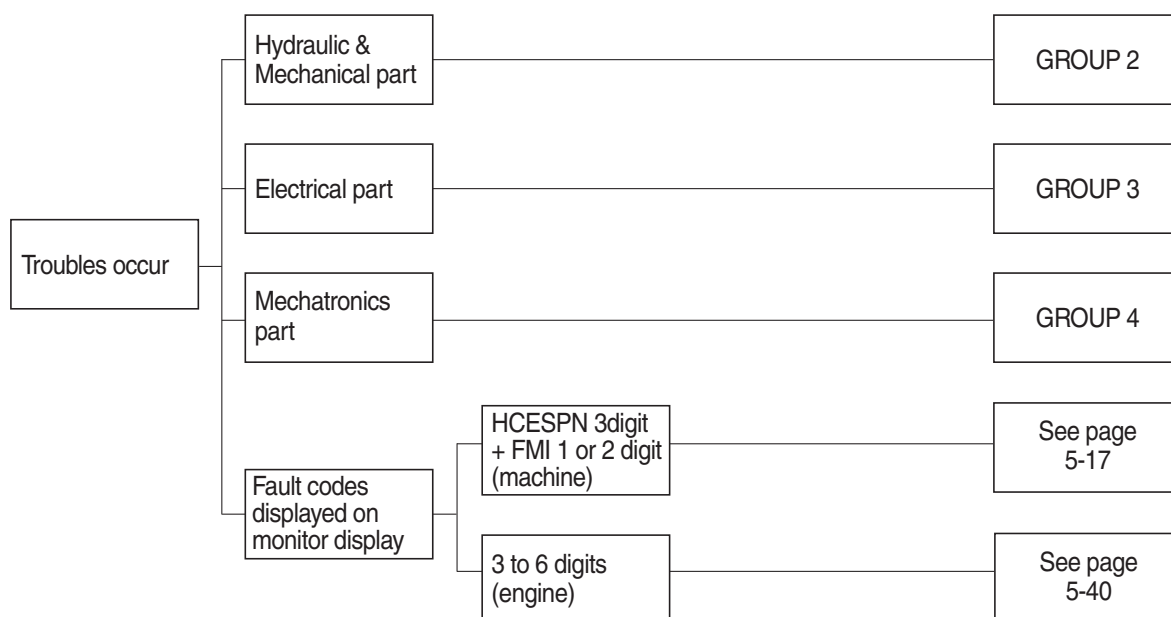 Troubles occur
Hydraulic &
Mechanical part
GROUP 2
Electrical part
GROUP 3
Mechatronics
part
GROUP 4
Fault codes
displayed on
monitor display
HCESPN 3digit
+ FMI 1 or 2 digit
(machine)
See page
5-17
3 to 6 digits
(engine)
See page
5-40